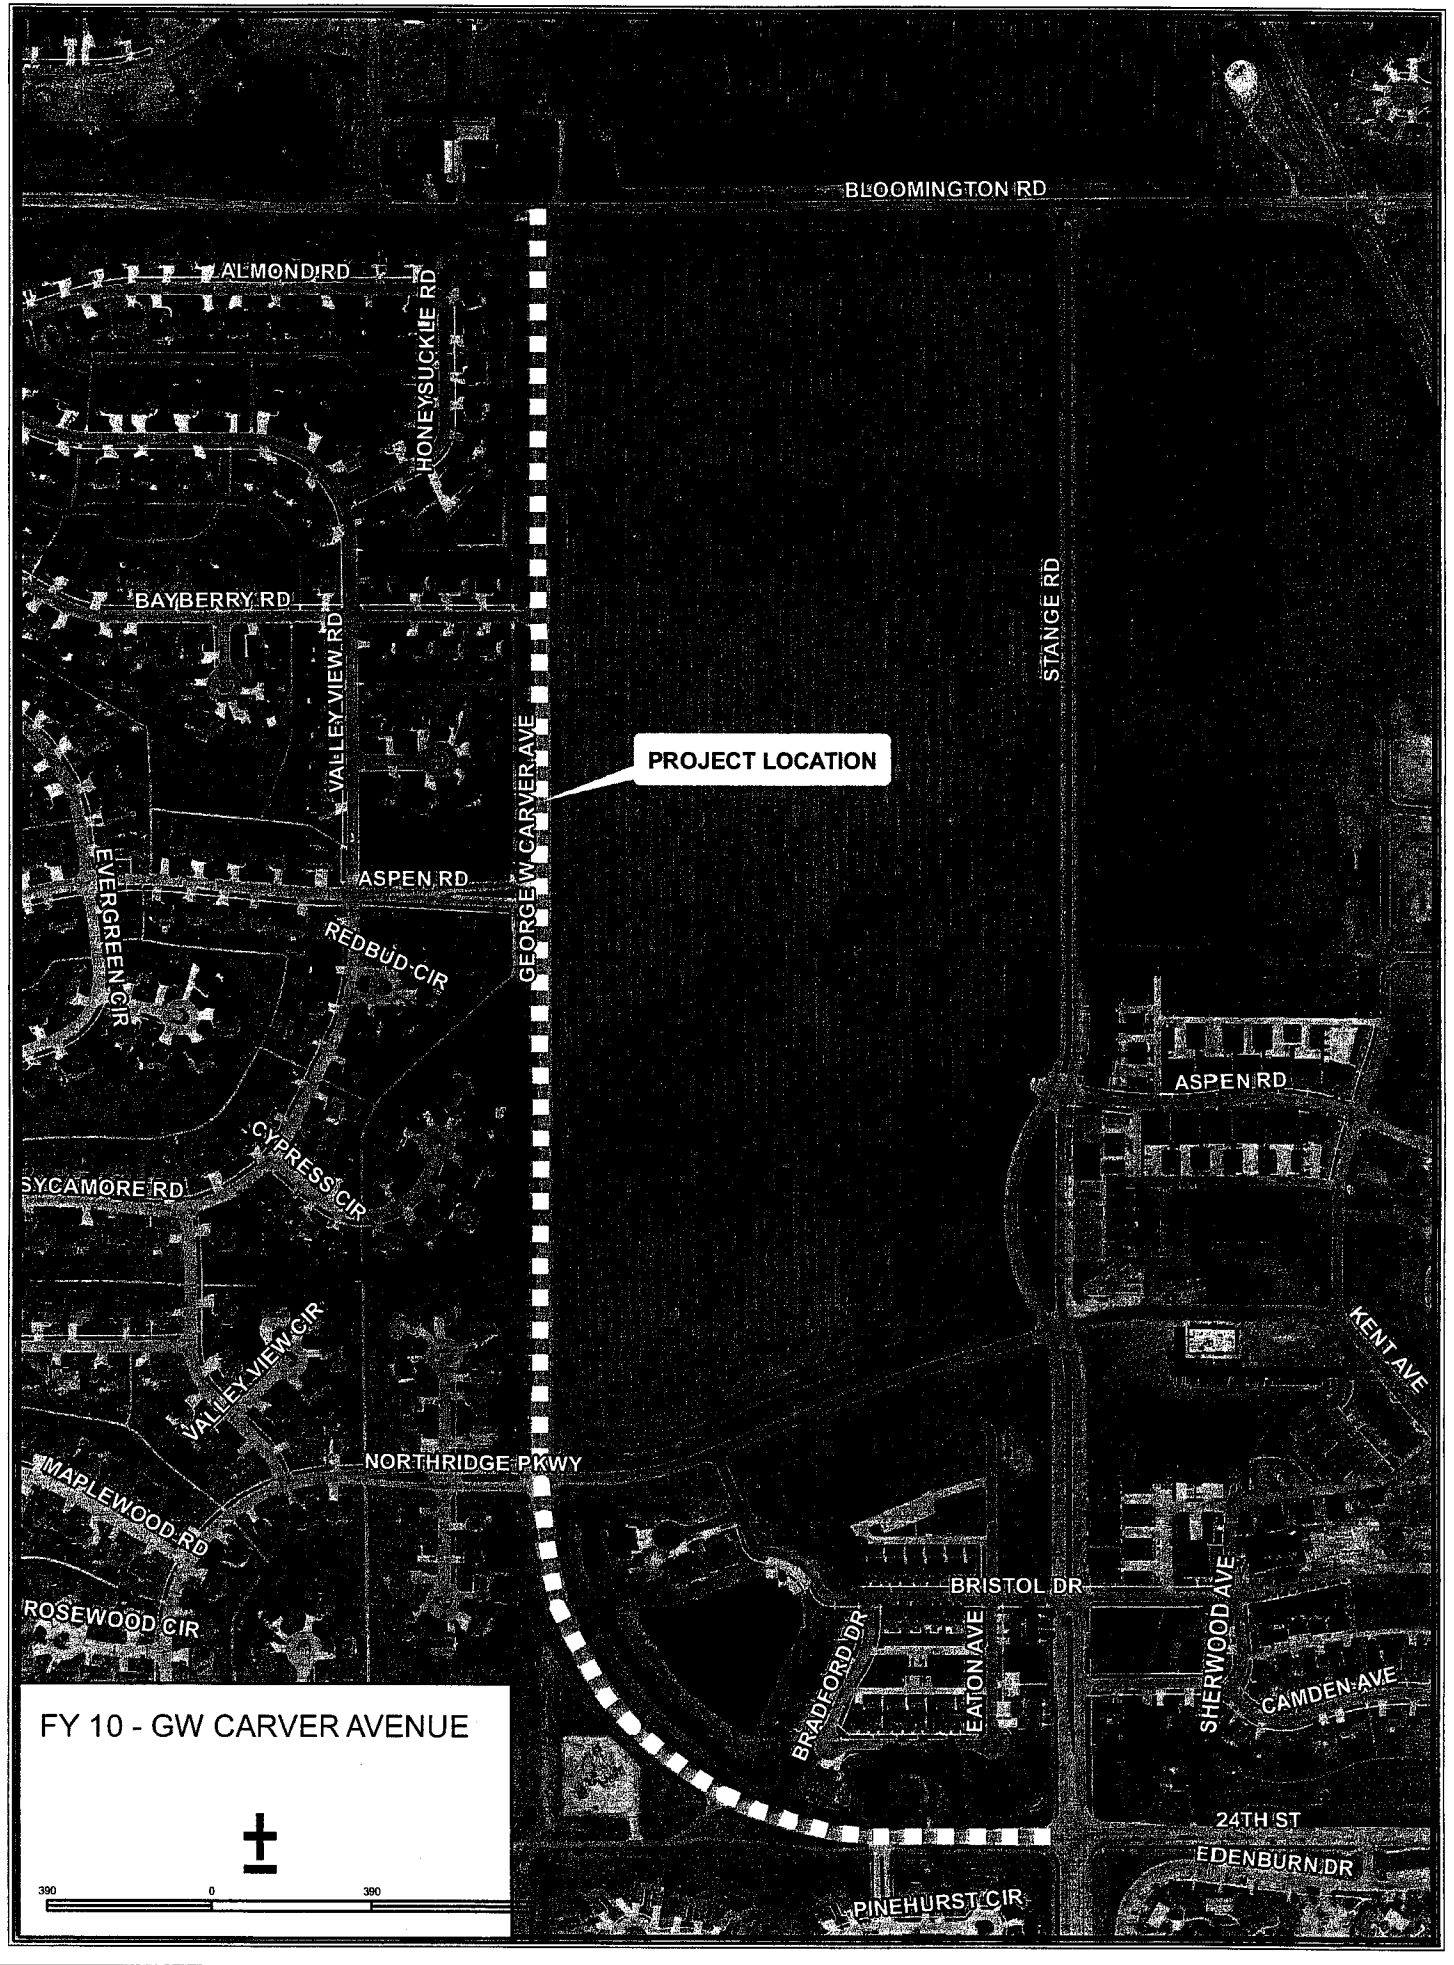 BLOOMINGTON RD
ALMOND RD
HONEYSUCKLE RD
BAYBERRY RD
VALLEY VIEW RD
STANGE RD
GEORGE W CARVER AVE
PROJECT LOCATION
EVERGREEN CIR
ASPEN RD
REDBUD CIR
ASPEN RD
CYPRESS CIR
SYCAMORE RD
VALLEY VIEW CIR
KENT AVE
NORTHRIDGE PKWY
MAPLEWOOD RD
BRISTOL DR
ROSEWOOD CIR
BRADFORD DR
EATON AVE
SHERWOOD AVE
CAMDEN AVE
FY 10 - GW CARVER AVENUE
24TH ST
EDENBURN DR
PINEHURST CIR
390 0 390